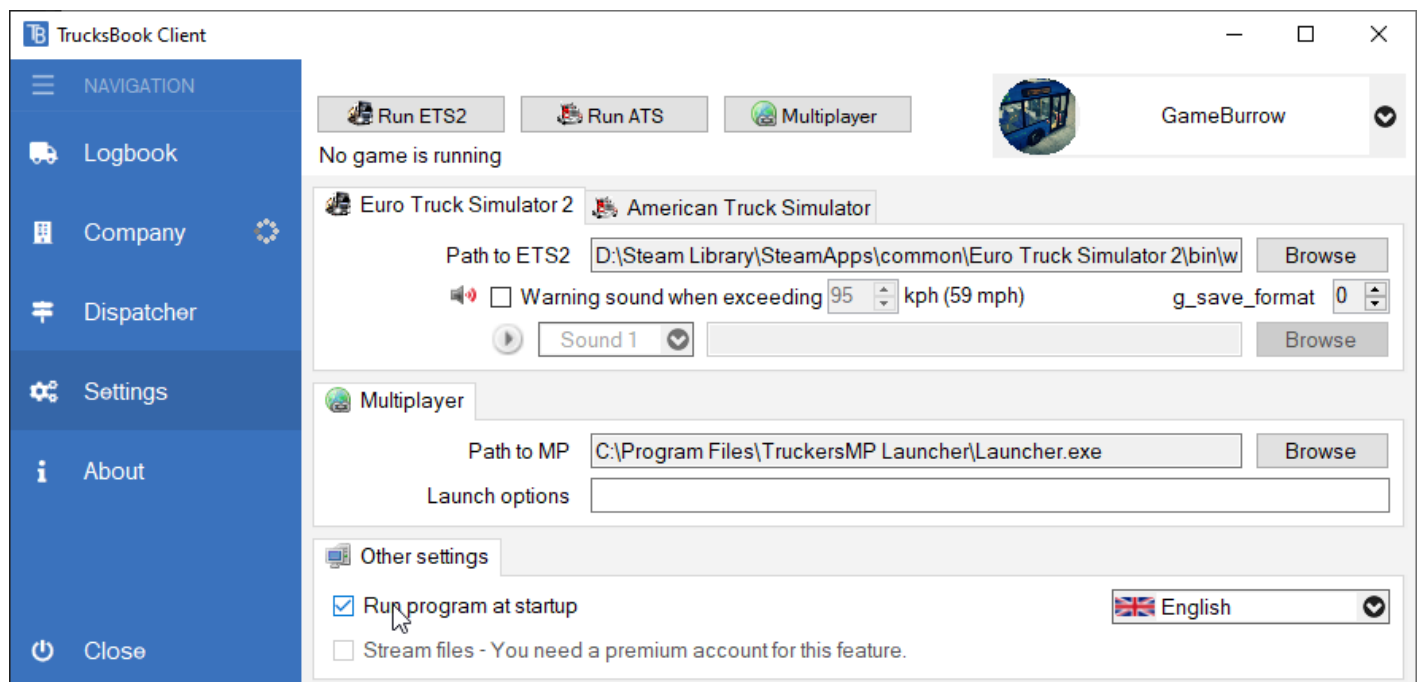 TB TrucksBook Client
NAVIGATION
Logbook
Company
Dispatcher
Settings
About
Close
Run ETS2 Run ATS Multiplayer
No game is running
GameBurrow
Euro Truck Simulator 2 American Truck Simulator
Path to ETS2 D:\Steam Library\SteamApps\common\Euro Truck Simulator 2\bin\w Browse
Warning sound when exceeding 95 kph (59 mph) g_save_format 0
Sound 1 Browse
Multiplayer
Path to MP C:\Program Files\TruckersMP Launcher\Launcher.exe Browse
Launch options
Other settings
Run program at startup English
Stream files - You need a premium account for this feature.